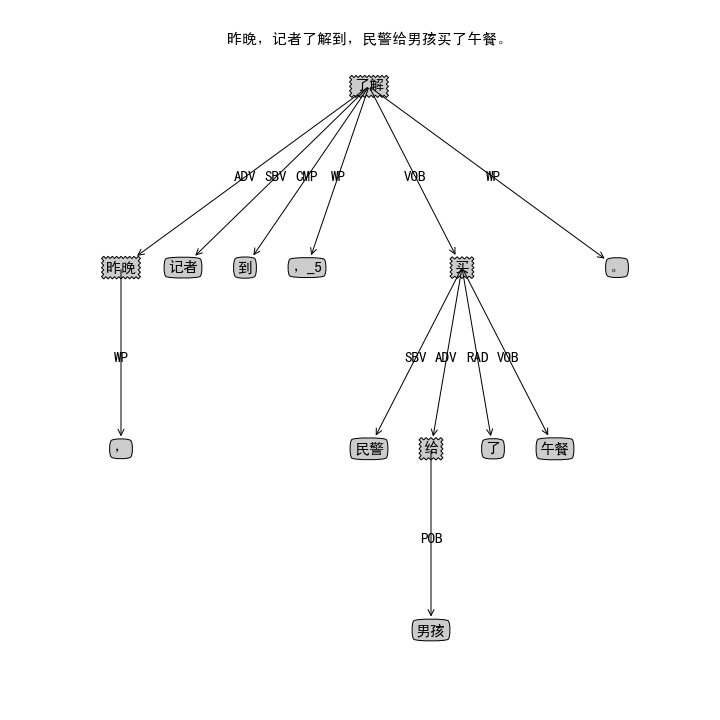 昨晚，记者了解到，民警给男孩买了午餐。
了解
ADV SBV CMP WP VOB WP
昨晚 记者 到 ，_5 买 。
WP SBV ADV RAD VOB
， 民警 给 了 午餐
POB
男孩